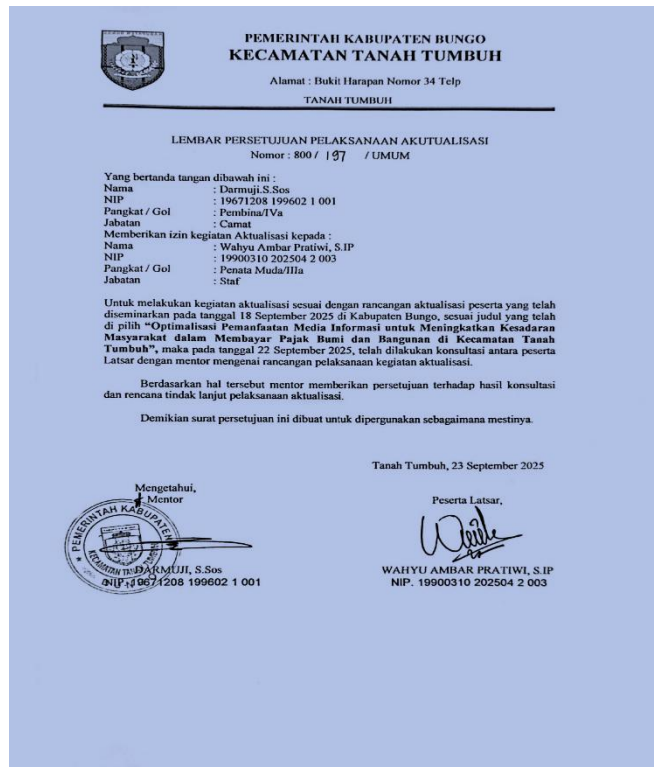 PEMERINTAH KABUPATEN BUNGO
KECAMATAN TANAH TUMBUH
Alamat : Bukit Harapan Nomor 34 Telp
TANAH TUMBUH
LEMBAR PERSETUJUAN PELAKSANAAN AKUTUALISASI
Nomor : 800 / 197 / UMUM
Yang bertanda tangan dibawah ini :
Nama : Darmuji.S.Sos
NIP : 19671208 199602 1 001
Pangkat / Gol : Pembina/IVa
Jabatan : Camat
Memberikan izin kegiatan Aktualisasi kepada :
Nama : Wahyu Ambar Pratiwi, S.IP
NIP : 19900310 202504 2 003
Pangkat / Gol : Penata Muda/IIIa
Jabatan : Staf
Untuk melakukan kegiatan aktualisasi sesuai dengan rancangan aktualisasi peserta yang telah
diseminarkan pada tanggal 18 September 2025 di Kabupaten Bungo, sesuai judul yang telah
di pilih “Optimalisasi Pemanfaatan Media Informasi untuk Meningkatkan Kesadaran
Masyarakat dalam Membayar Pajak Bumi dan Bangunan di Kecamatan Tanah
Tumbuh”, maka pada tanggal 22 September 2025, telah dilakukan konsultasi antara peserta
Latsar dengan mentor mengenai rancangan pelaksanaan kegiatan aktualisasi.
Berdasarkan hal tersebut mentor memberikan persetujuan terhadap hasil konsultasi
dan rencana tindak lanjut pelaksanaan aktualisasi.
Demikian surat persetujuan ini dibuat untuk dipergunakan sebagaimana mestinya.
Tanah Tumbuh, 23 September 2025
Mengetahui,
Mentor
PEMERINTAH KABUPATEN
KECAMATAN TANAH TUMBUH
DARMUJI, S.Sos
NIP. 19671208 199602 1 001
Peserta Latsar,
WAHYU AMBAR PRATIWI, S.IP
NIP. 19900310 202504 2 003